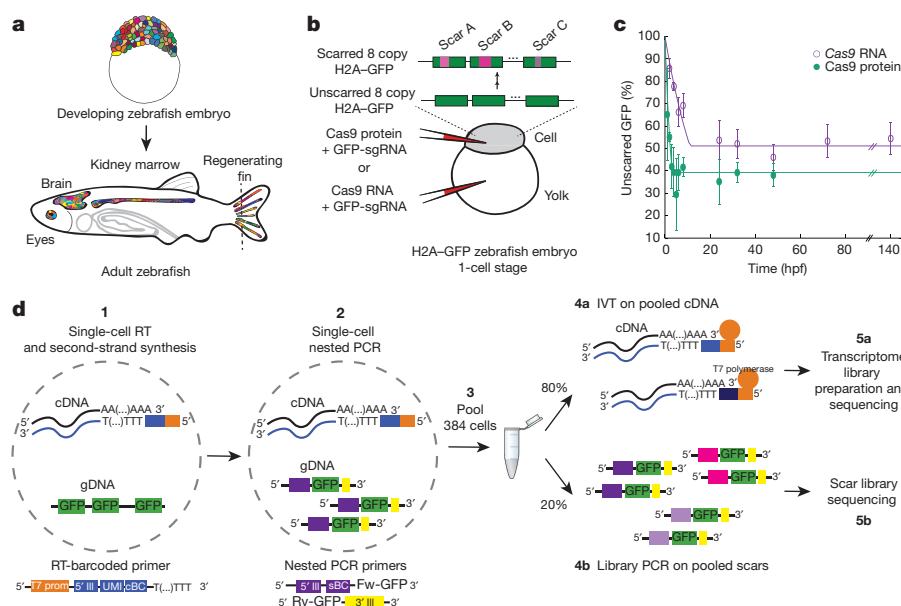 a
Developing zebrafish embryo
Kidney marrow
Regenerating
fin
Brain
Eyes
Adult zebrafish
b
Scar A
Scar B
Scar C
Scarred 8 copy
H2A–GFP
...
Unscarred 8 copy
H2A–GFP
...
Cas9 protein
+ GFP-sgRNA
or
Cas9 RNA
+ GFP-sgRNA
Cell
Yolk
H2A–GFP zebrafish embryo
1-cell stage
c
Unscarred GFP (%)
100
90
80
70
60
50
40
30
20
10
Cas9 RNA
Cas9 protein
0 20 40 60 80 140
Time (hpf)
d
1
Single-cell RT
and second-strand synthesis
cDNA
AA(...)AAA 3′
5′
3′
T(...)TTT 5′
gDNA
GFP GFP GFP
RT-barcoded primer
5′ T7 prom 5′ III UMI cBC T(...)TTT 3′
2
Single-cell
nested PCR
cDNA
AA(...)AAA 3′
5′
3′
T(...)TTT 5′
gDNA
5′ GFP 3′
5′ GFP 3′
5′ GFP 3′
Nested PCR primers
5′ 5′ III sBC Fw-GFP 3′
5′ Rv-GFP 3′ III 3′
3
Pool
384 cells
80%
20%
4a IVT on pooled cDNA
cDNA
AA(...)AAA 3′
5′
3′
T(...)TTT 5′
T7 polymerase
AA(...)AAA 3′
5′
3′
T(...)TTT 5′
5a
Transcriptome
library
preparation an
sequencing
5′ GFP 3′
5′ GFP 3′
5′ GFP 3′
5′ GFP 3′
5′ GFP 3′
5′ GFP 3′
4b Library PCR on pooled scars
Scar library
sequencing
5b